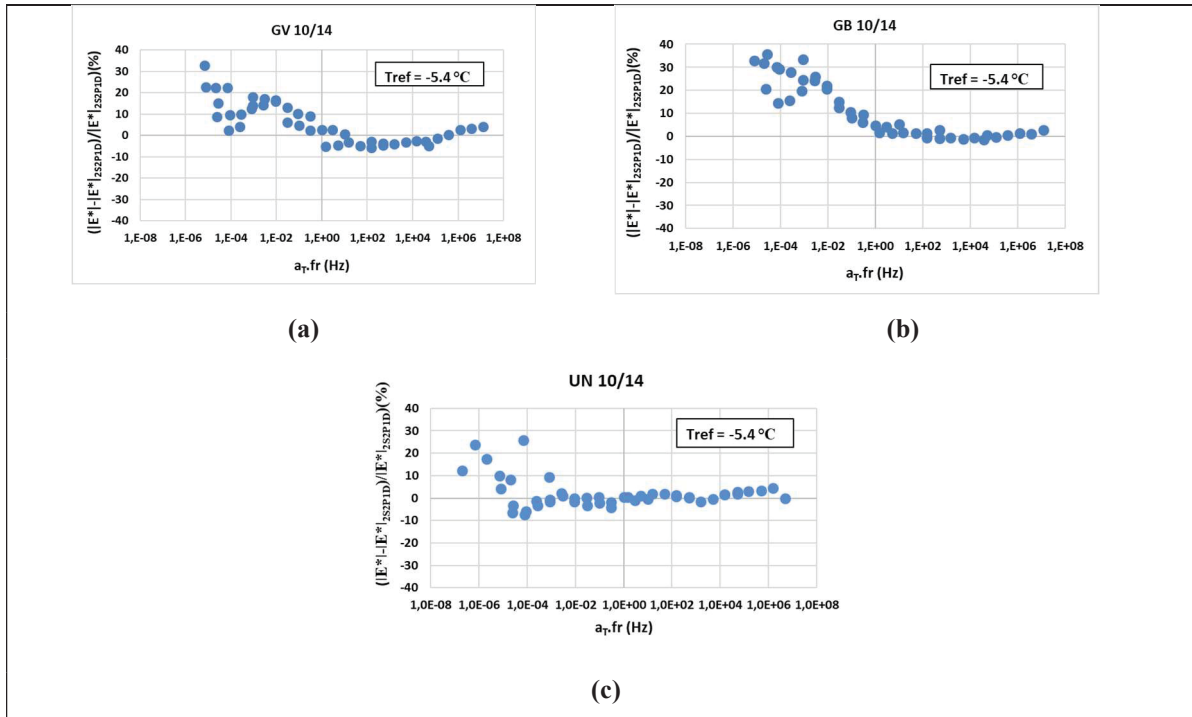 GV 10/14
(|E*|-|E*|2S2P1D)/|E*|2S2P1D)(%)
40
30
20
10
0
-10
-20
-30
-40
Tref = -5.4 °C
1,E-08 1,E-06 1,E-04 1,E-02 1,E+00 1,E+02 1,E+04 1,E+06 1,E+08
aT.fr (Hz)
(a)
GB 10/14
(|E*|-|E*|2S2P1D)/|E*|2S2P1D)(%)
40
30
20
10
0
-10
-20
-30
-40
Tref = -5.4 °C
1,E-08 1,E-06 1,E-04 1,E-02 1,E+00 1,E+02 1,E+04 1,E+06 1,E+08
aT.fr (Hz)
(b)
UN 10/14
(|E*|-|E*|2S2P1D)/|E*|2S2P1D)(%)
40
30
20
10
0
-10
-20
-30
-40
Tref = -5.4 °C
1,0E-08 1,0E-06 1,0E-04 1,0E-02 1,0E+00 1,0E+02 1,0E+04 1,0E+06 1,0E+08
aT.fr (Hz)
(c)